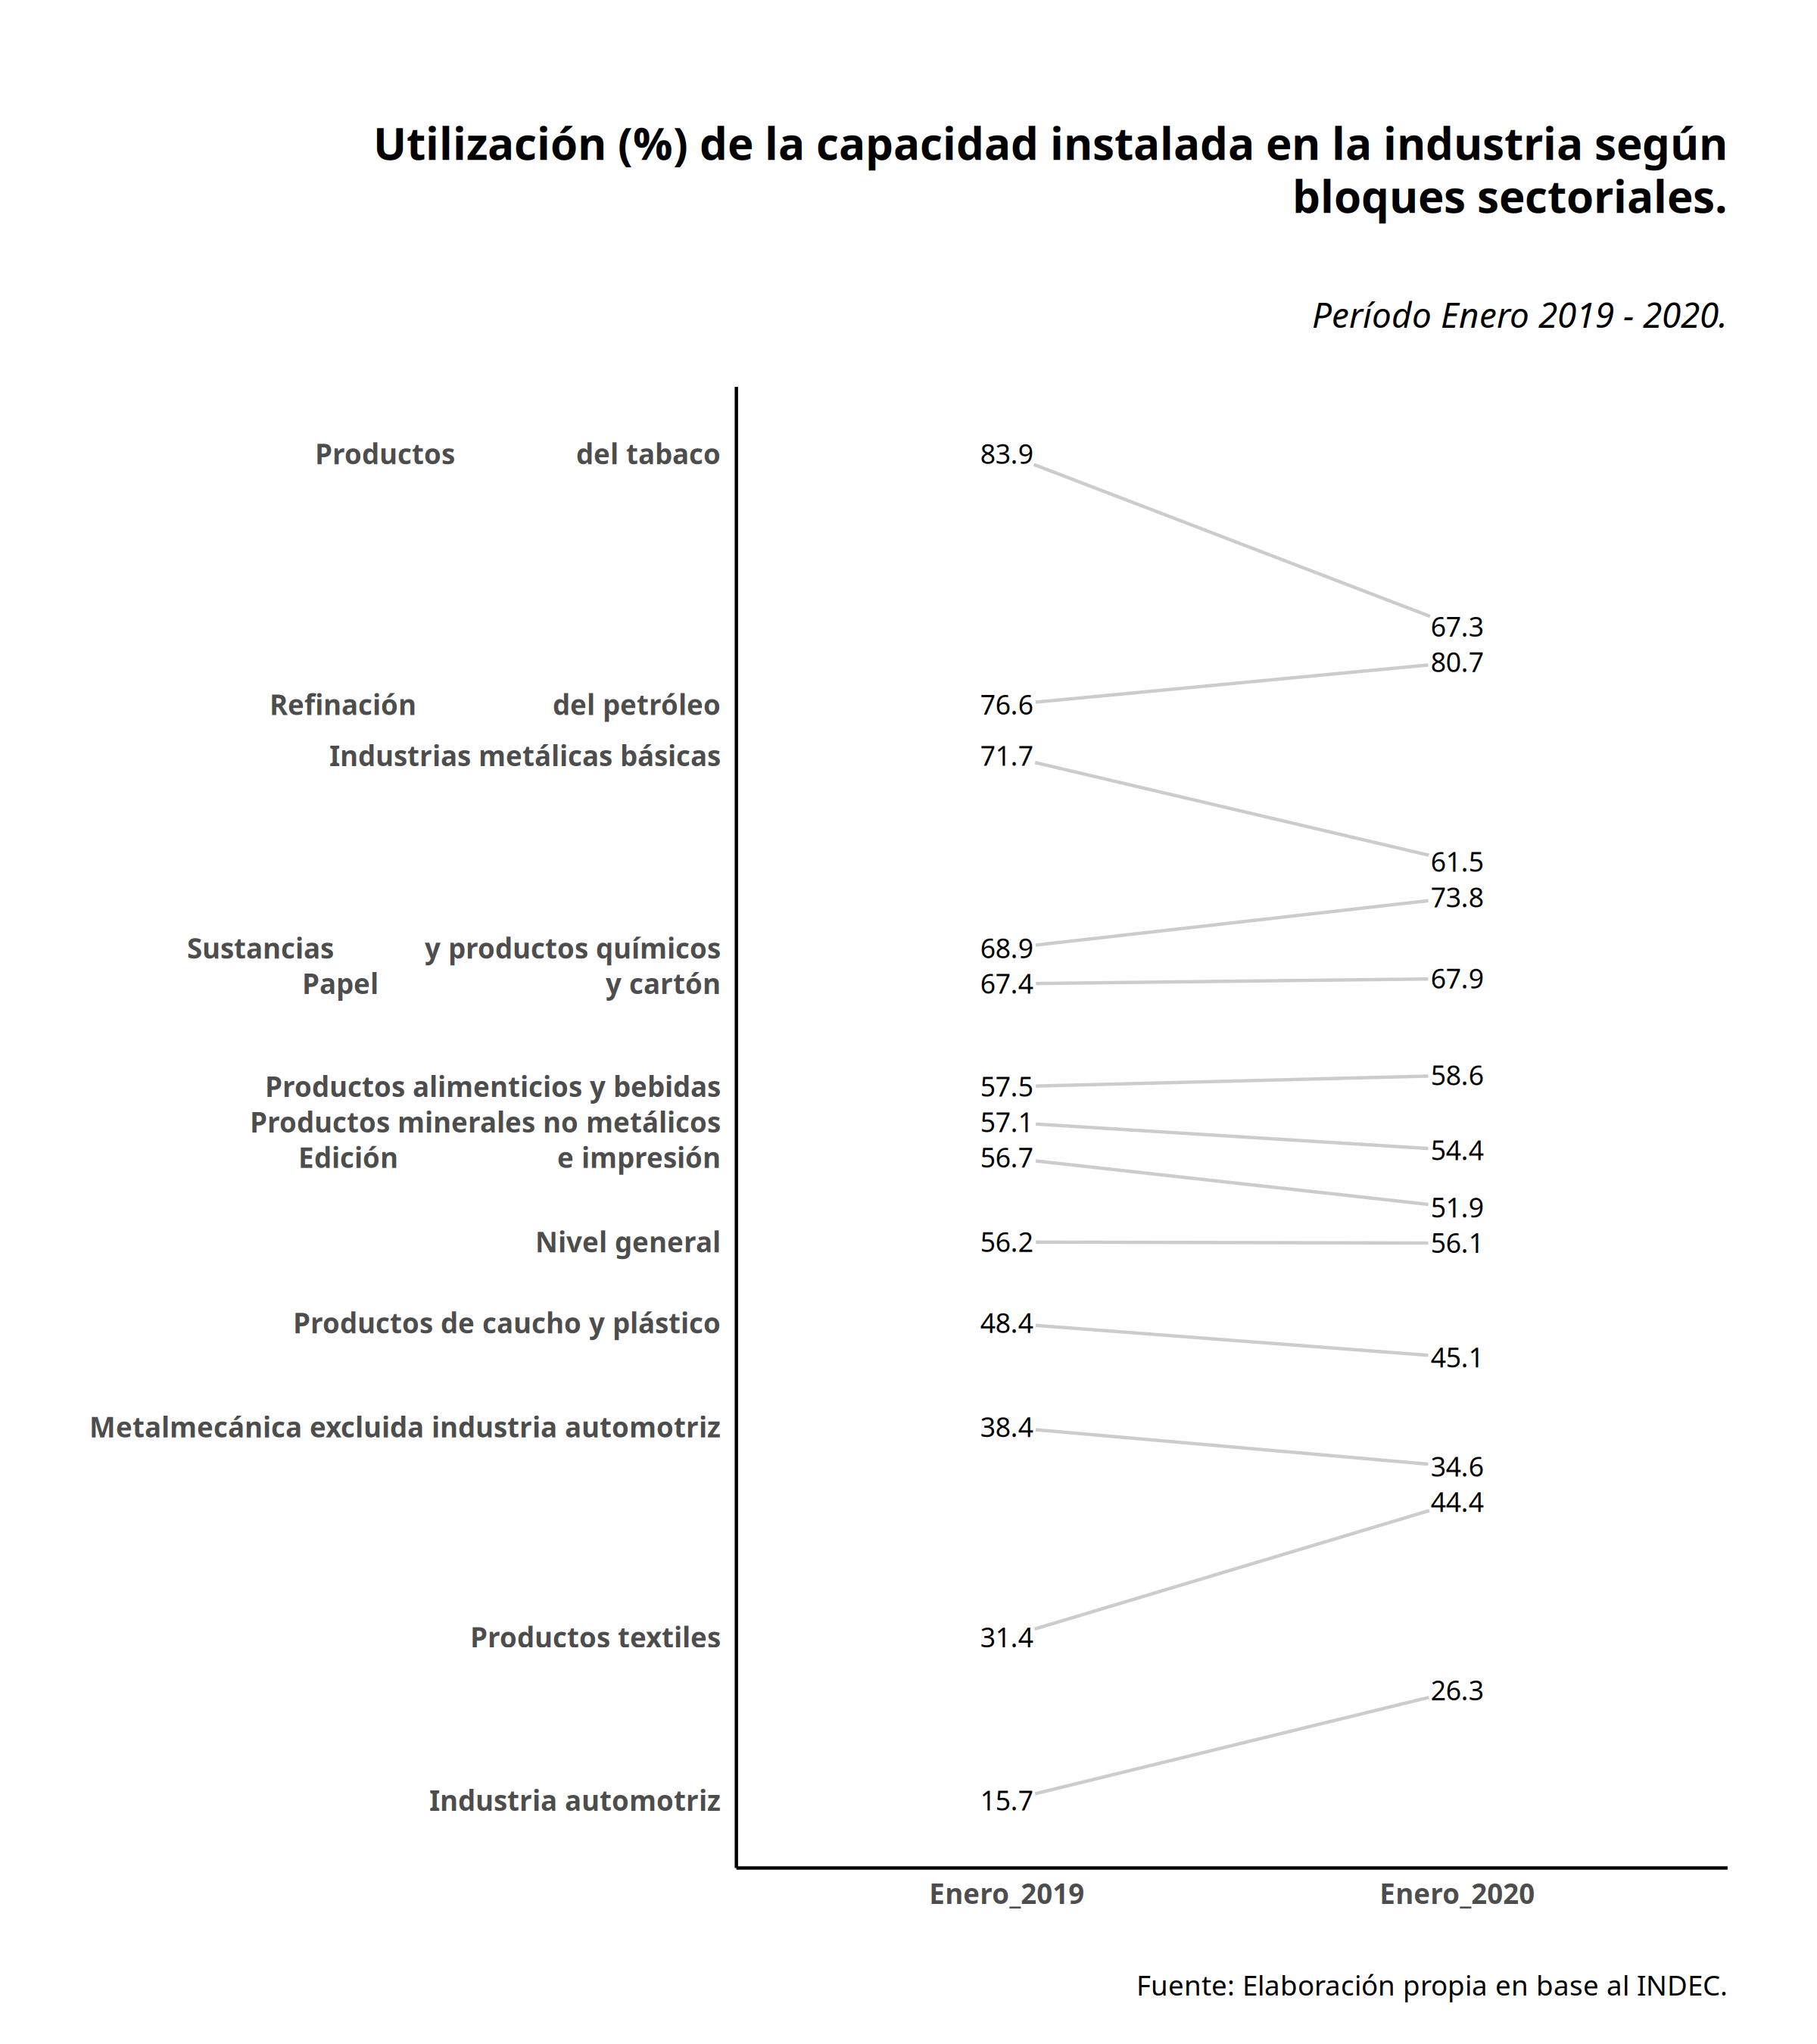 Utilización (%) de la capacidad instalada en la industria según
bloques sectoriales.
Período Enero 2019 - 2020.
Productos del tabaco 83.9
67.3
80.7
Refinación del petróleo 76.6
Industrias metálicas básicas 71.7
61.5
73.8
Sustancias y productos químicos 68.9
Papel y cartón 67.4 67.9
Productos alimenticios y bebidas 57.5 58.6
Productos minerales no metálicos 57.1
54.4
Edición e impresión 56.7
51.9
Nivel general 56.2 56.1
Productos de caucho y plástico 48.4
45.1
Metalmecánica excluida industria automotriz 38.4
34.6
44.4
Productos textiles 31.4
26.3
Industria automotriz 15.7
Enero_2019 Enero_2020
Fuente: Elaboración propia en base al INDEC.